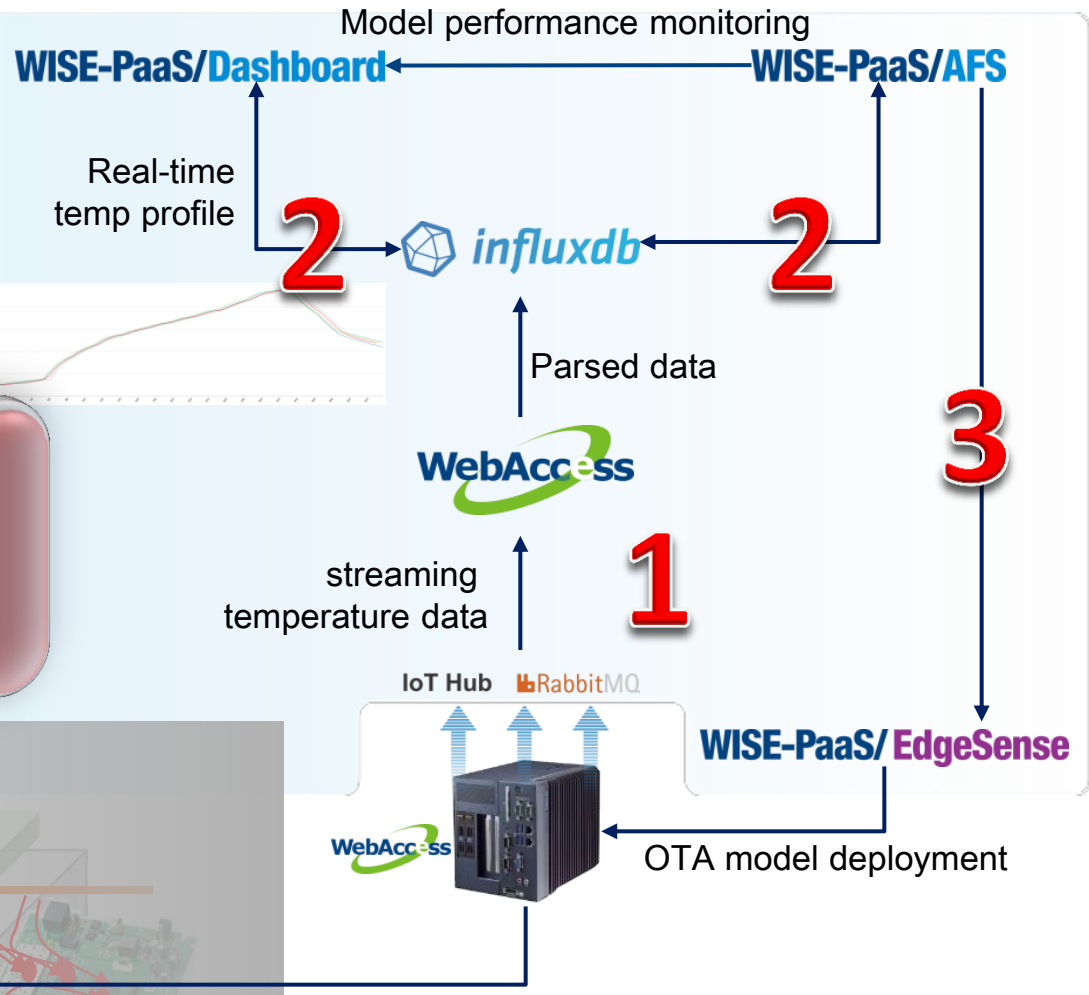 Model performance monitoring
WISE-PaaS/Dashboard
WISE-PaaS/AFS
Real-time
temp profile
2
influxdb
2
Parsed data
3
WebAccess
1
streaming
temperature data
IoT Hub
RabbitMQ
WISE-PaaS/ EdgeSense
WebAccess
OTA model deployment